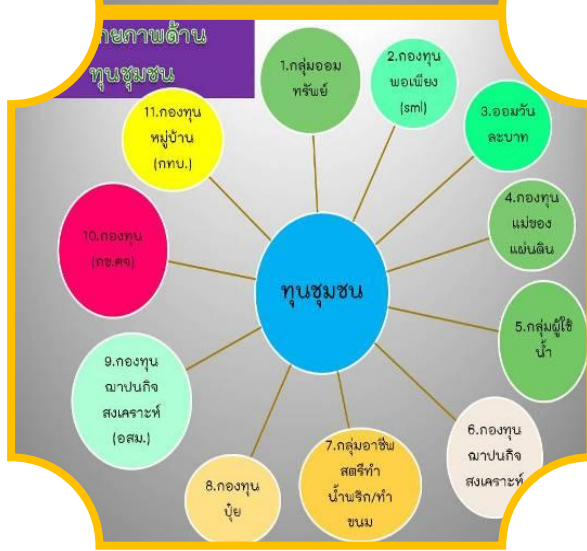 ทุนชุมชน
1.กลุ่มออม
ทรัพย์
2.กองทุน
พอเพียง
(sml)
3.ออมวัน
ละบาท
4.กองทุน
แม่ของ
แผ่นดิน
5.กลุ่มผู้ใช้
น้ำ
6.กองทุน
ฌาปนกิจ
สงเคราะห์
7.กลุ่มอาชีพ
สตรีทำ
น้ำพริก/ทำ
ขนม
8.กองทุน
ปุ๋ย
9.กองทุน
ฌาปนกิจ
สงเคราะห์
(อสม.)
10.กองทุน
(กข.คจ)
11.กองทุน
หมู่บ้าน
(กทบ.)
ทุนชุมชน